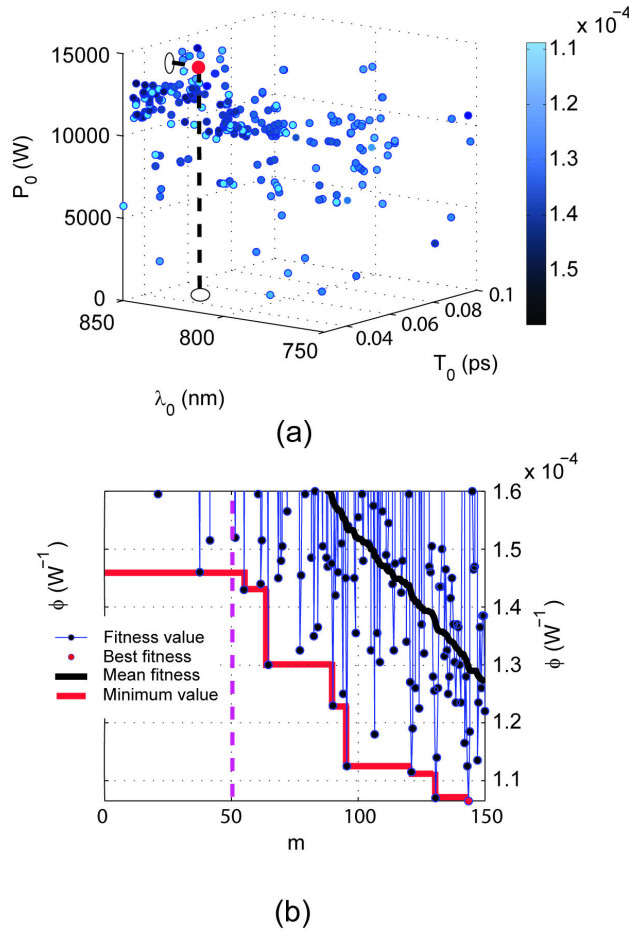 x 10⁻⁴
15000
10000
5000
0
P₀ (W)
850
800
750
λ₀ (nm)
0.04
0.06
0.08
0.1
T₀ (ps)
1.1
1.2
1.3
1.4
1.5
(a)
x 10⁻⁴
1.6
1.5
1.4
1.3
1.2
1.1
ϕ (W⁻¹)
ϕ (W⁻¹)
Fitness value
Best fitness
Mean fitness
Minimum value
0
50
100
150
m
(b)